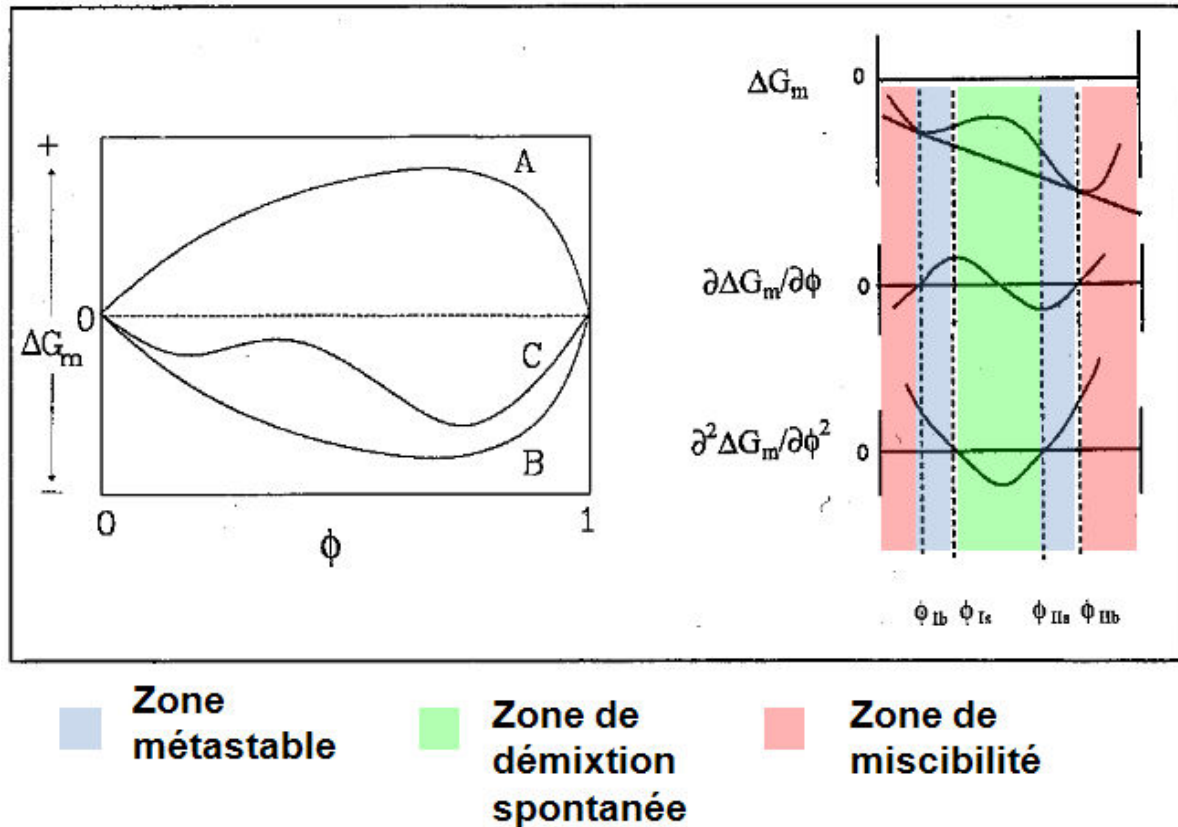 +
A
0
ΔGm
C
B
−
0
1
ϕ
ΔGm
0
∂ΔGm/∂ϕ
0
∂²ΔGm/∂ϕ²
0
ϕIb ϕIs ϕIIs ϕIIb
Zone
métastable
Zone de
démixtion
spontanée
Zone de
miscibilité